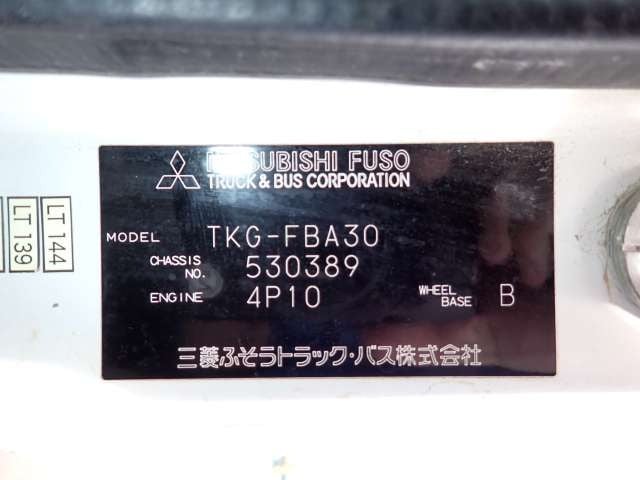 MITSUBISHI FUSO
TRUCK & BUS CORPORATION
MODEL TKG-FBA30
CHASSIS NO. 530389
ENGINE 4P10 WHEEL BASE B
三菱ふそうトラック・バス株式会社
LT 144
LT 139